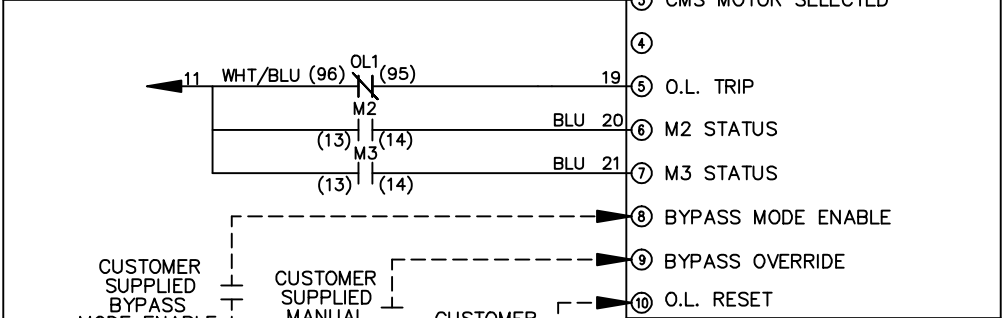 3 CMS MOTOR SELECTED
4
11 WHT/BLU (96) OL1 (95) 19 5 O.L. TRIP
M2
(13) (14) BLU 20 6 M2 STATUS
M3
(13) (14) BLU 21 7 M3 STATUS
8 BYPASS MODE ENABLE
9 BYPASS OVERRIDE
10 O.L. RESET
CUSTOMER
SUPPLIED
BYPASS
MODE ENABLE
CUSTOMER
SUPPLIED
MANUAL
CUSTOMER